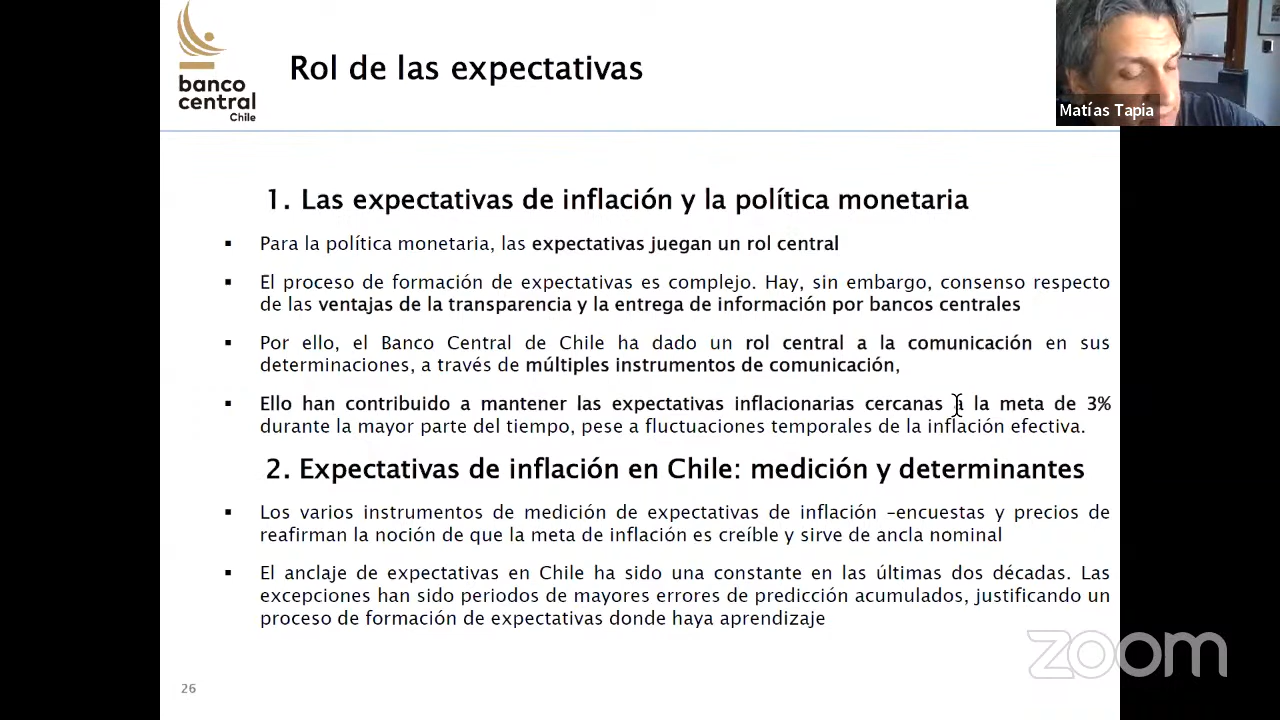 banco
central
Chile
Rol de las expectativas
Matías Tapia
1. Las expectativas de inflación y la política monetaria
▪ Para la política monetaria, las expectativas juegan un rol central
▪ El proceso de formación de expectativas es complejo. Hay, sin embargo, consenso respecto
de las ventajas de la transparencia y la entrega de información por bancos centrales
▪ Por ello, el Banco Central de Chile ha dado un rol central a la comunicación en sus
determinaciones, a través de múltiples instrumentos de comunicación,
▪ Ello han contribuido a mantener las expectativas inflacionarias cercanas a la meta de 3%
durante la mayor parte del tiempo, pese a fluctuaciones temporales de la inflación efectiva.
2. Expectativas de inflación en Chile: medición y determinantes
▪ Los varios instrumentos de medición de expectativas de inflación –encuestas y precios de
reafirman la noción de que la meta de inflación es creíble y sirve de ancla nominal
▪ El anclaje de expectativas en Chile ha sido una constante en las últimas dos décadas. Las
excepciones han sido periodos de mayores errores de predicción acumulados, justificando un
proceso de formación de expectativas donde haya aprendizaje
zoom
26